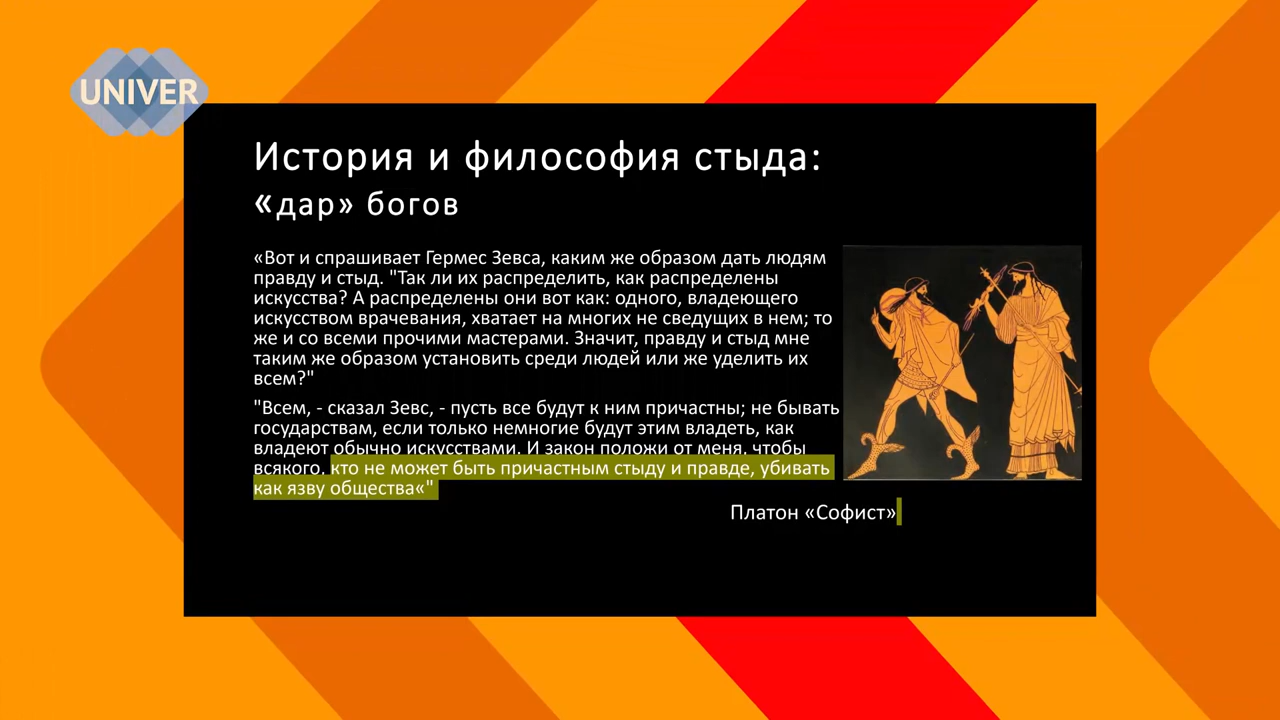 UNIVER
История и философия стыда:
«дар» богов
«Вот и спрашивает Гермес Зевса, каким же образом дать людям
правду и стыд. "Так ли их распределить, как распределены
искусства? А распределены они вот как: одного, владеющего
искусством врачевания, хватает на многих не сведущих в нем; то
же и со всеми прочими мастерами. Значит, правду и стыд мне
таким же образом установить среди людей или же уделить их
всем?"
"Всем, - сказал Зевс, - пусть все будут к ним причастны; не бывать
государствам, если только немногие будут этим владеть, как
владеют обычно искусствами. И закон положи от меня, чтобы
всякого, кто не может быть причастным стыду и правде, убивать
как язву общества«"
Платон «Софист»